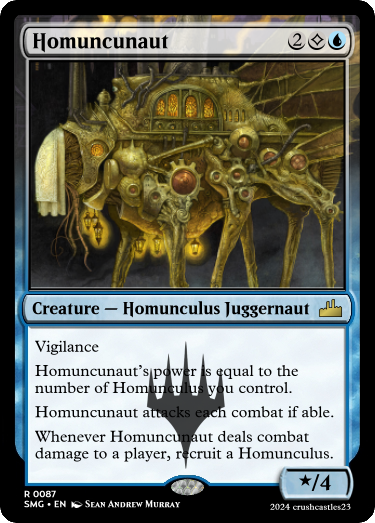 Homuncunaut 2
Creature — Homunculus Juggernaut
Vigilance
Homuncunaut's power is equal to the
number of Homunculus you control.
Homuncunaut attacks each combat if able.
Whenever Homuncunaut deals combat
damage to a player, recruit a Homunculus.
*/4
R 0087
SMG • EN Sean Andrew Murray
2024 crushcastles23